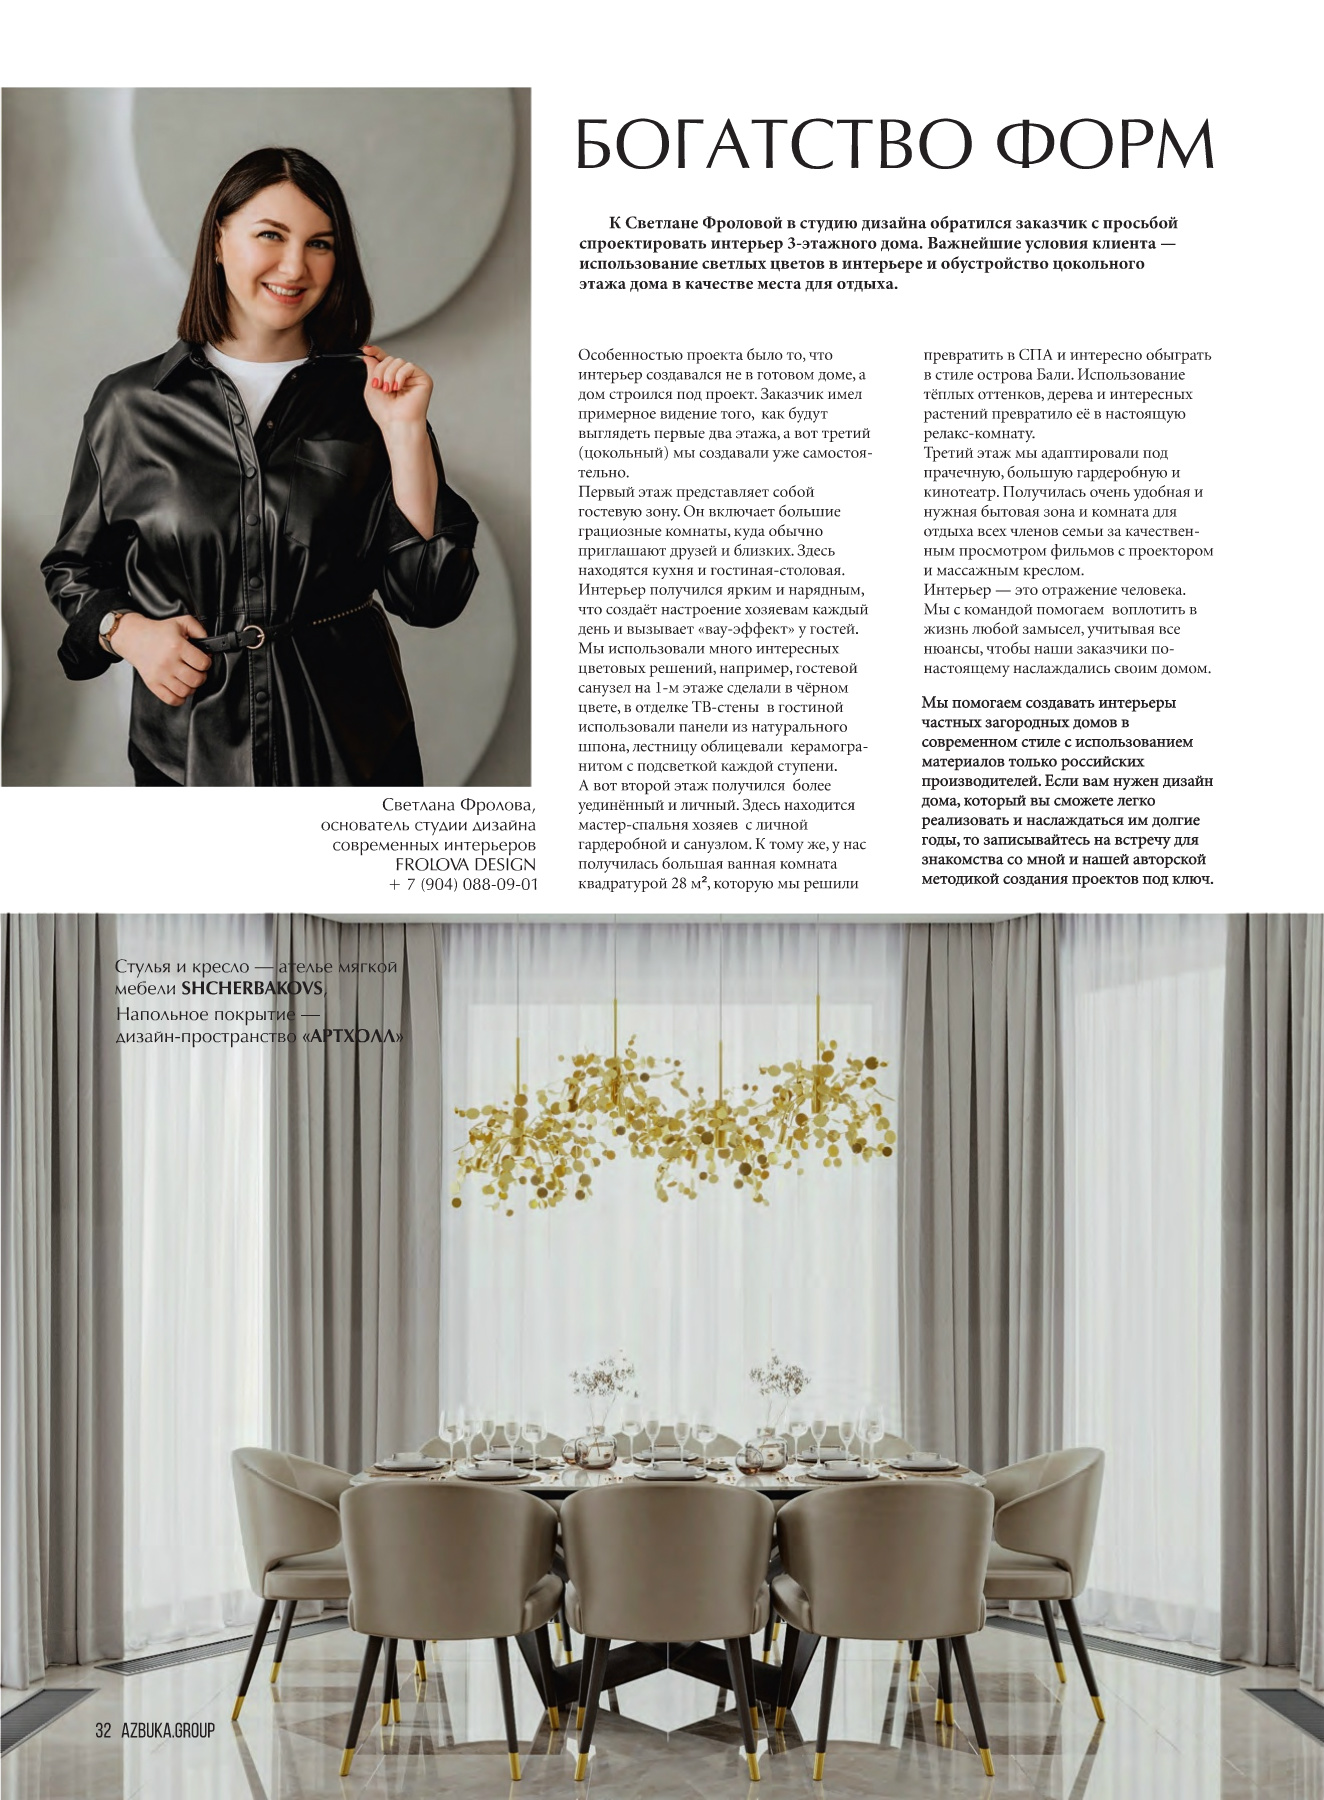 БОГАТСТВО ФОРМ
К Светлане Фроловой в студию дизайна обратился заказчик с просьбой
спроектировать интерьер 3-этажного дома. Важнейшие условия клиента —
использование светлых цветов в интерьере и обустройство цокольного
этажа дома в качестве места для отдыха.
Особенностью проекта было то, что
интерьер создавался не в готовом доме, а
дом строился под проект. Заказчик имел
примерное видение того, как будут
выглядеть первые два этажа, а вот третий
(цокольный) мы создавали уже самостоя-
тельно.
Первый этаж представляет собой
гостевую зону. Он включает большие
грациозные комнаты, куда обычно
приглашают друзей и близких. Здесь
находятся кухня и гостиная-столовая.
Интерьер получился ярким и нарядным,
что создаёт настроение хозяевам каждый
день и вызывает «вау-эффект» у гостей.
Мы использовали много интересных
цветовых решений, например, гостевой
санузел на 1-м этаже сделали в чёрном
цвете, в отделке ТВ-стены в гостиной
использовали панели из натурального
шпона, лестницу облицевали керамогра-
нитом с подсветкой каждой ступени.
А вот второй этаж получился более
уединённый и личный. Здесь находится
мастер-спальня хозяев с личной
гардеробной и санузлом. К тому же, у нас
получилась большая ванная комната
квадратурой 28 м², которую мы решили
превратить в СПА и интересно обыграть
в стиле острова Бали. Использование
тёплых оттенков, дерева и интересных
растений превратило её в настоящую
релакс-комнату.
Третий этаж мы адаптировали под
прачечную, большую гардеробную и
кинотеатр. Получилась очень удобная и
нужная бытовая зона и комната для
отдыха всех членов семьи за качествен-
ным просмотром фильмов с проектором
и массажным креслом.
Интерьер — это отражение человека.
Мы с командой помогаем воплотить в
жизнь любой замысел, учитывая все
нюансы, чтобы наши заказчики по-
настоящему наслаждались своим домом.
Мы помогаем создавать интерьеры
частных загородных домов в
современном стиле с использованием
материалов только российских
производителей. Если вам нужен дизайн
дома, который вы сможете легко
реализовать и наслаждаться им долгие
годы, то записывайтесь на встречу для
знакомства со мной и нашей авторской
методикой создания проектов под ключ.
Светлана Фролова,
основатель студии дизайна
современных интерьеров
FROLOVA DESIGN
+ 7 (904) 088-09-01
Стулья и кресло — ателье мягкой
мебели SHCHERBAKOVS,
Напольное покрытие —
дизайн-пространство «АРТХОЛЛ»
32 AZBUKA.GROUP